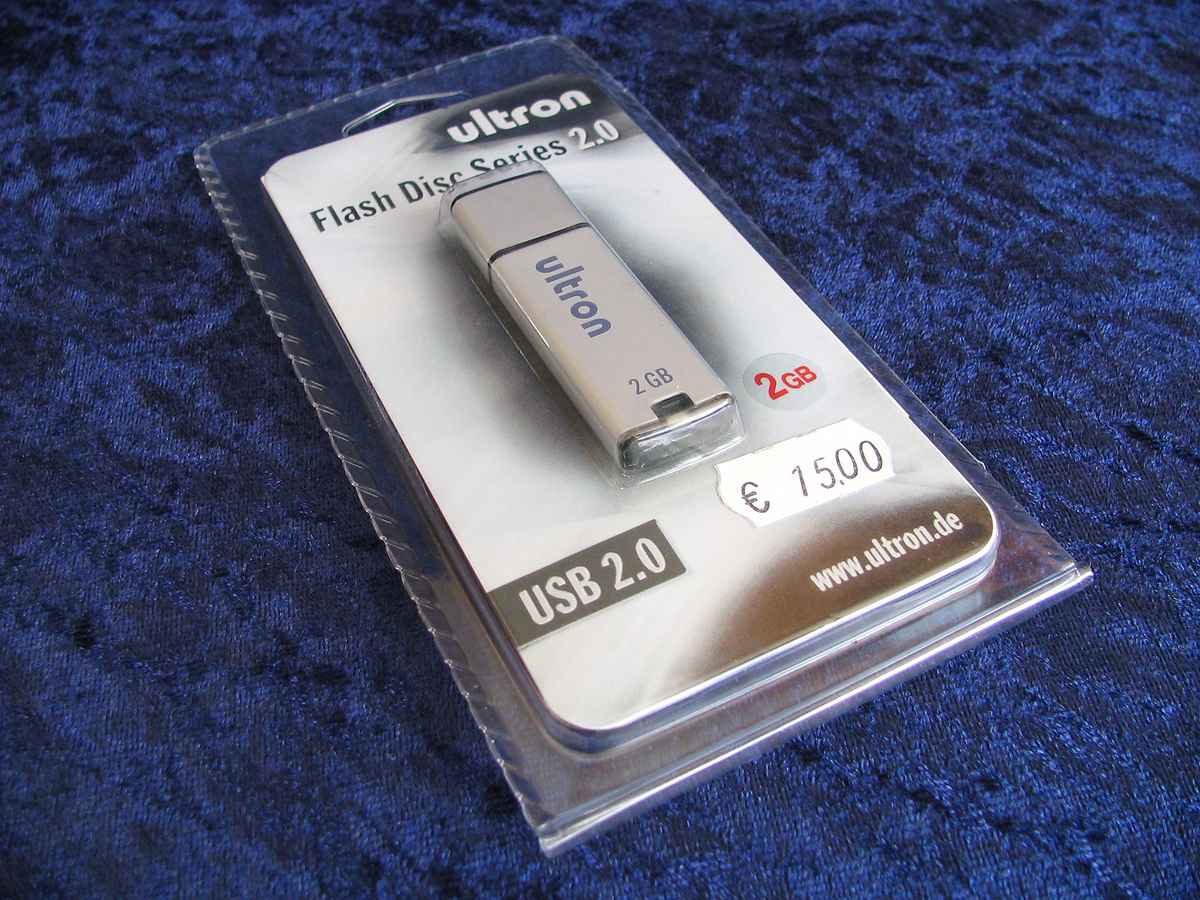 ultron
Flash Disc Series 2.0
ultron
2 GB
2GB
€ 15.00
USB 2.0
www.ultron.de